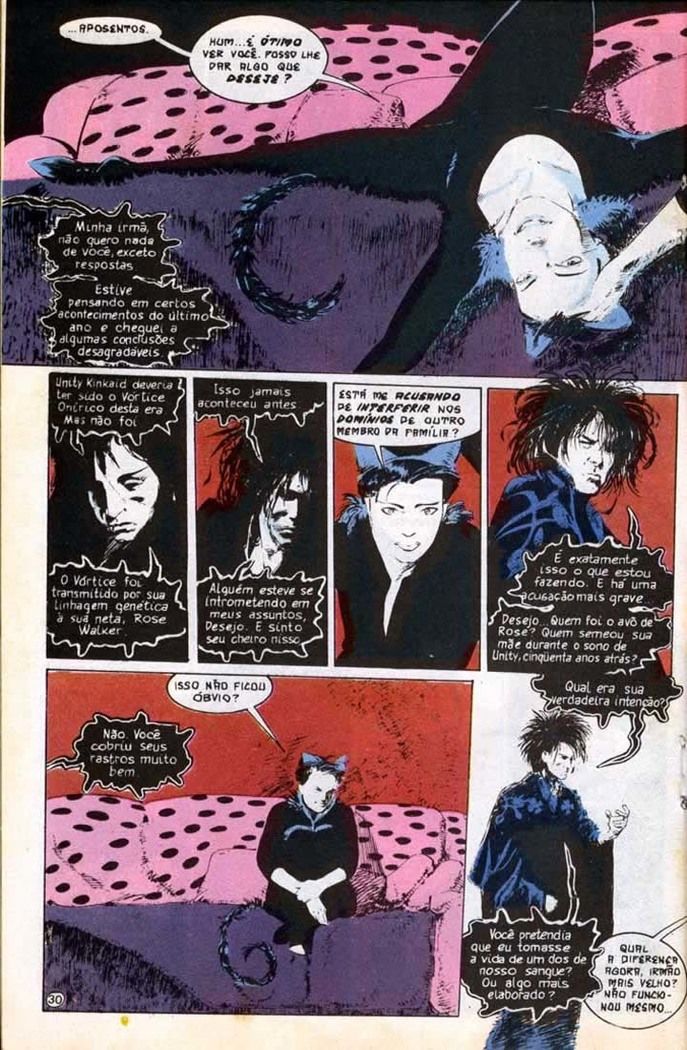 ...APOSENTOS.
HUM...É ÓTIMO
VER VOCÊ. POSSO LHE
DAR ALGO QUE
DESEJE?
Minha irmã,
não quero nada
de você, exceto
respostas
Estive
pensando em certos
acontecimentos do último
ano e cheguei a
algumas conclusões
desagradáveis.
Unity Kinkaid deveria
ter sido o Vórtice
Onírico desta era
Mas não foi
O Vórtice foi
transmitido por sua
linhagem genética
à sua neta, Rose
Walker.
Isso jamais
aconteceu antes
Alguém esteve se
intrometendo em
meus assuntos,
Desejo. E sinto
seu cheiro nisso.
ESTÁ ME ACUSANDO
DE INTERFERIR NOS
DOMÍNIOS DE OUTRO
MEMBRO DA FAMÍLIA?
É exatamente
isso o que estou
fazendo. E há uma
acusação mais grave.
Desejo... Quem foi o avô de
Rose? Quem semeou sua
mãe durante o sono de
Unity, cinqüenta anos atrás?
Qual era sua
verdadeira intenção?
ISSO NÃO FICOU
ÓBVIO?
Não. Você
cobriu seus
rastros muito
bem.
Você pretendia
que eu tomasse
a vida de um dos de
nosso sangue?
Ou algo mais
elaborado?
QUAL
A DIFERENÇA
AGORA, IRMÃO
MAIS VELHO?
NÃO FUNCIO-
NOU MESMO...
30